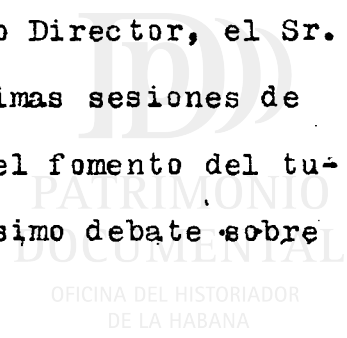 o Director, el Sr.
imas sesiones de
el fomento del tu-
simo debate sobre
PATRIMONIO
DOCUMENTAL
OFICINA DEL HISTORIADOR
DE LA HABANA